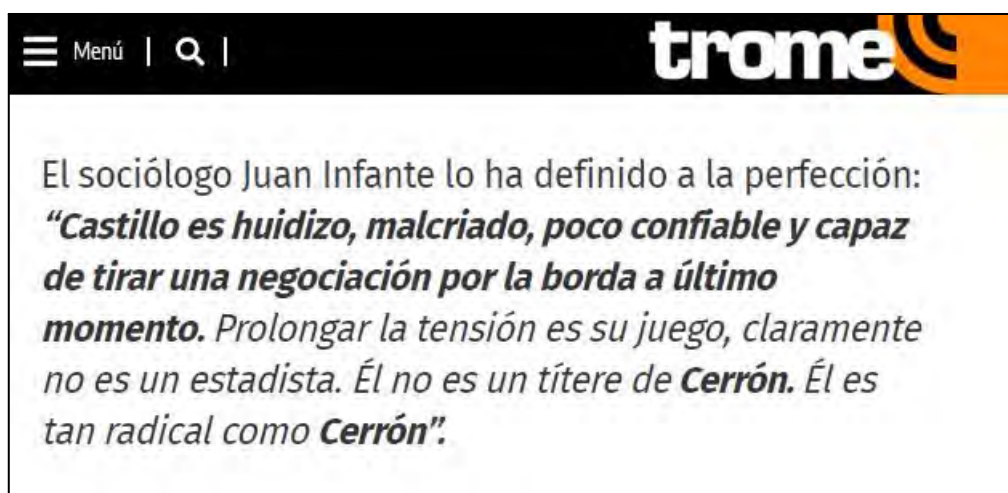 Menú
trome
El sociólogo Juan Infante lo ha definido a la perfección:
“Castillo es huidizo, malcriado, poco confiable y capaz
de tirar una negociación por la borda a último
momento. Prolongar la tensión es su juego, claramente
no es un estadista. Él no es un títere de Cerrón. Él es
tan radical como Cerrón”.